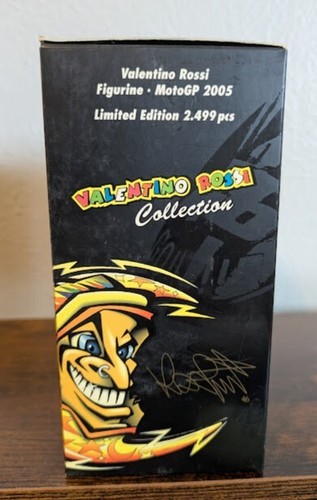 Valentino Rossi
Figurine · MotoGP 2005
Limited Edition 2.499 pcs
VALENTINO ROSSI
Collection